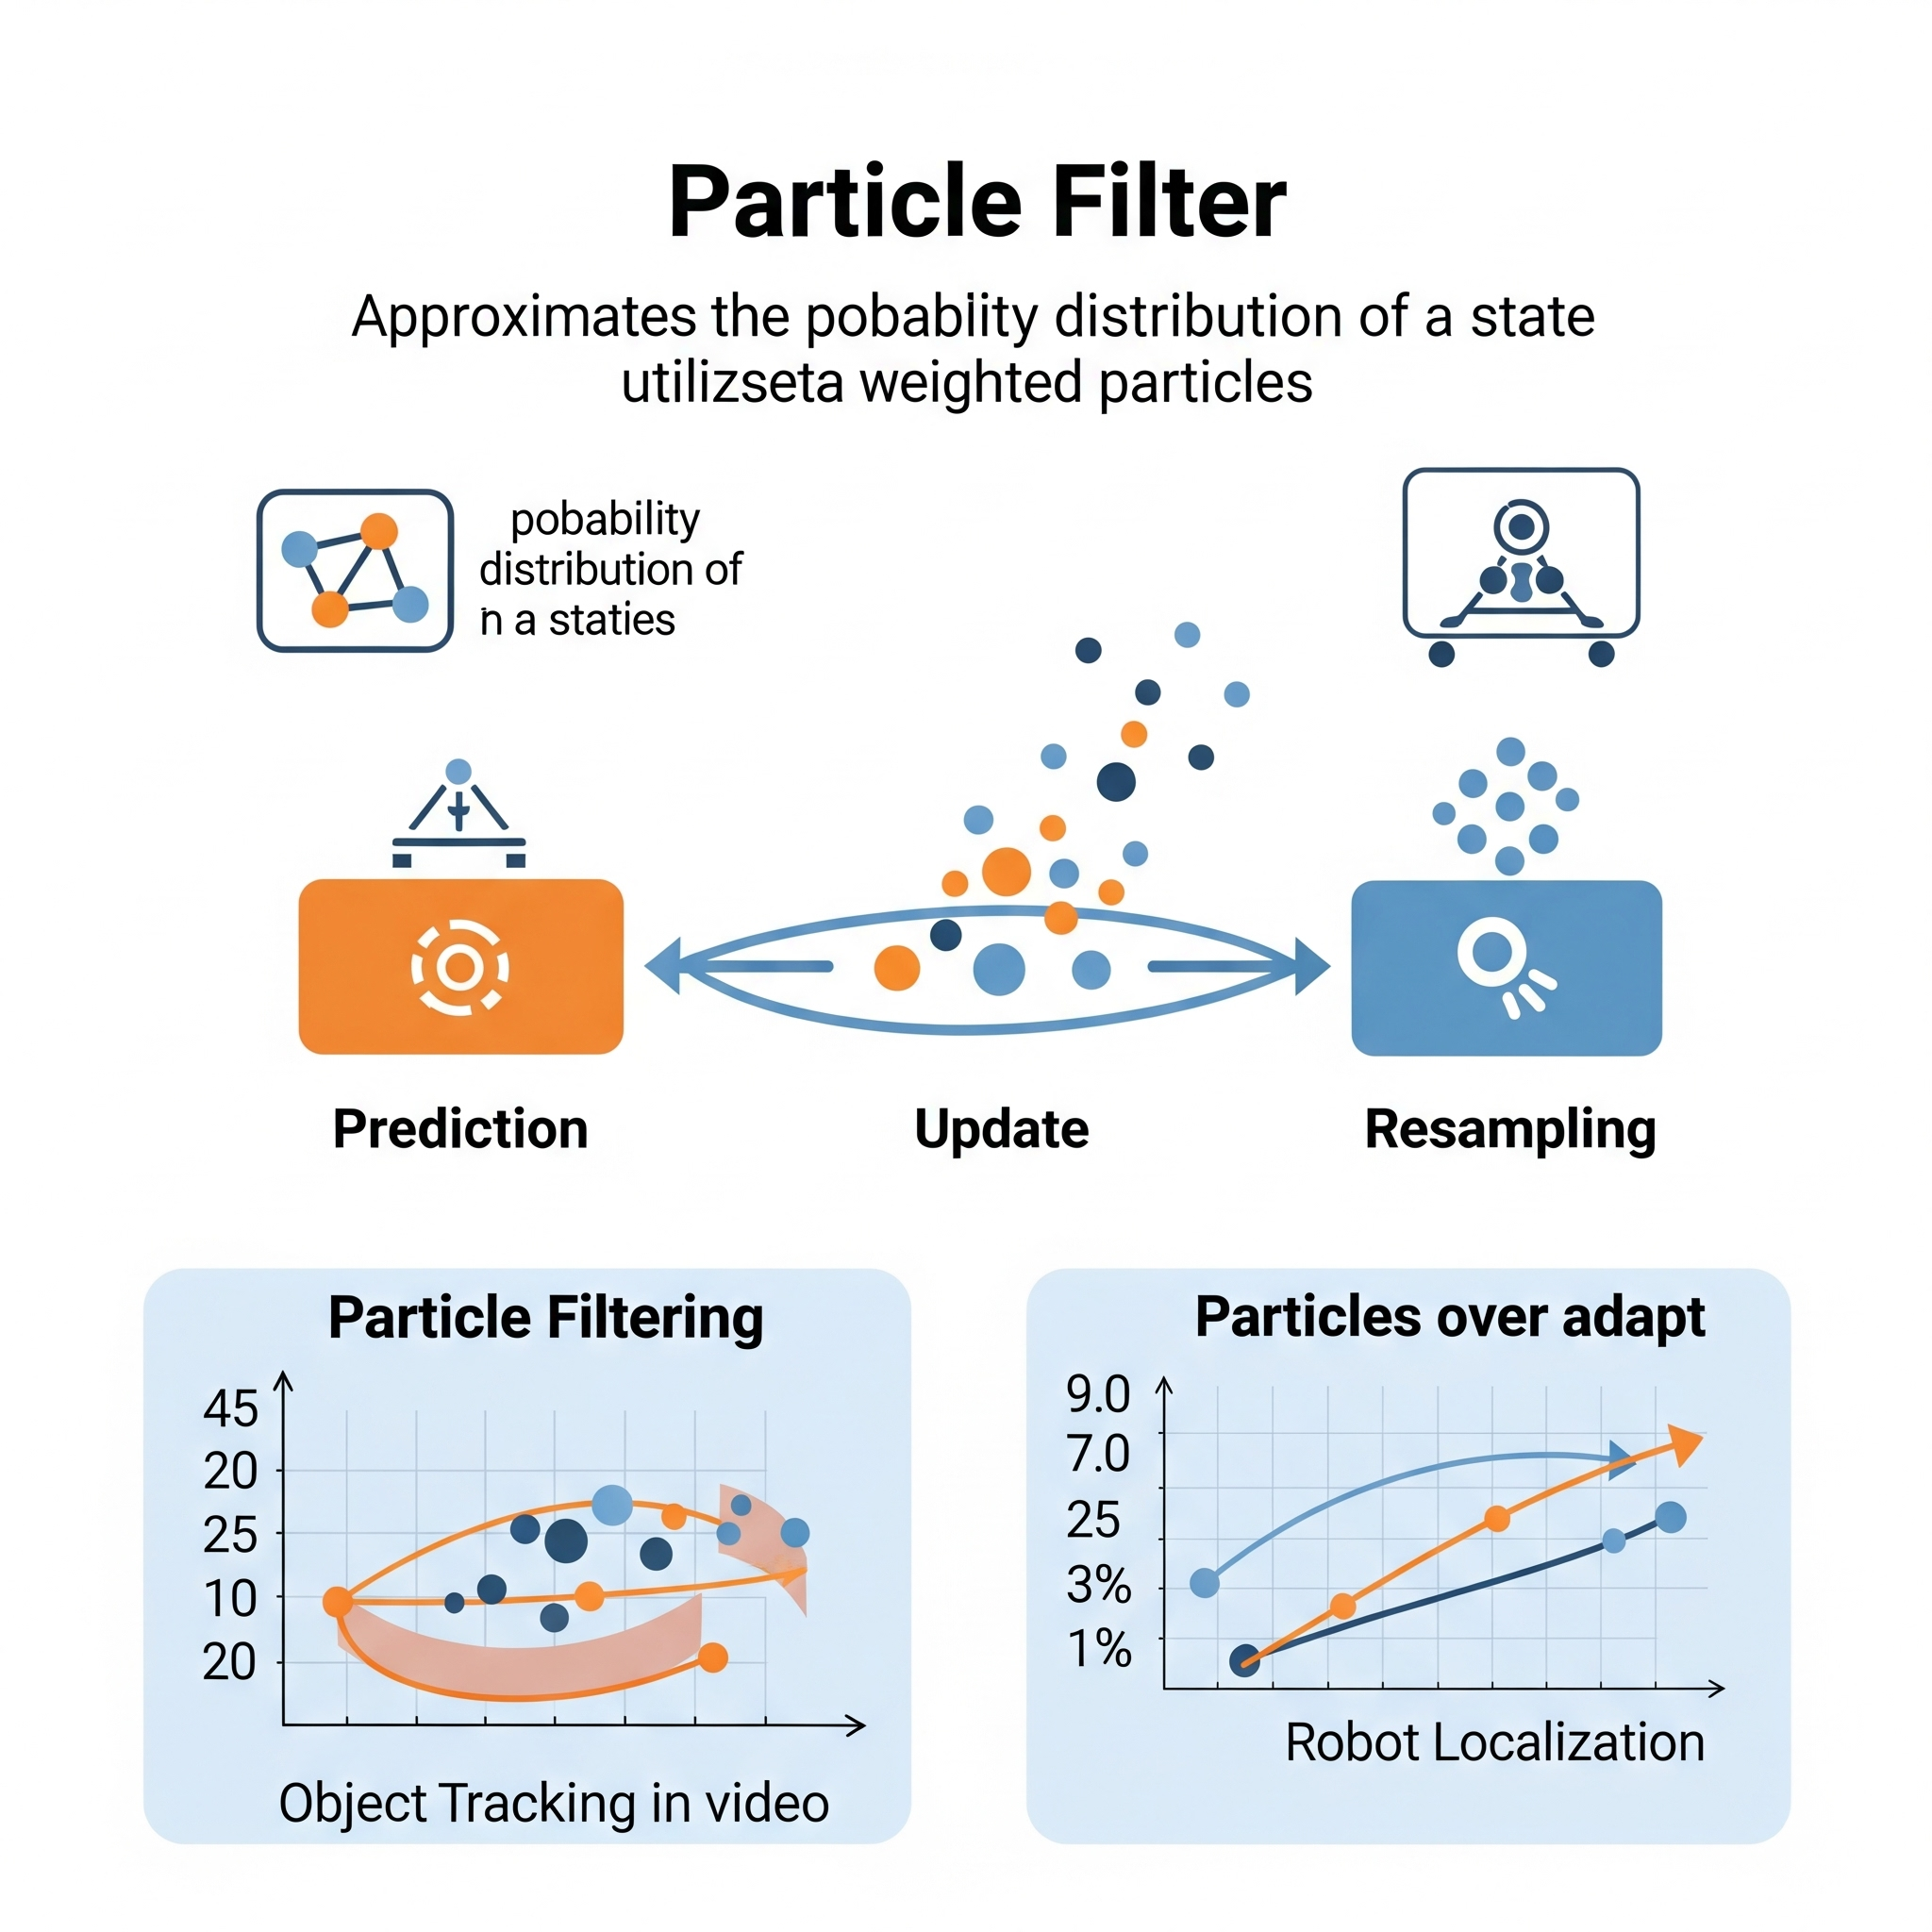 Particle Filter
Approximates the pobablity distribution of a state
utilizseta weighted particles
pobability
distribution of
n a staties
Prediction
Update
Resampling
Particle Filtering
45
20
25
10
20
Object Tracking in video
Particles over adapt
9.0
7.0
25
3%
1%
Robot Localization